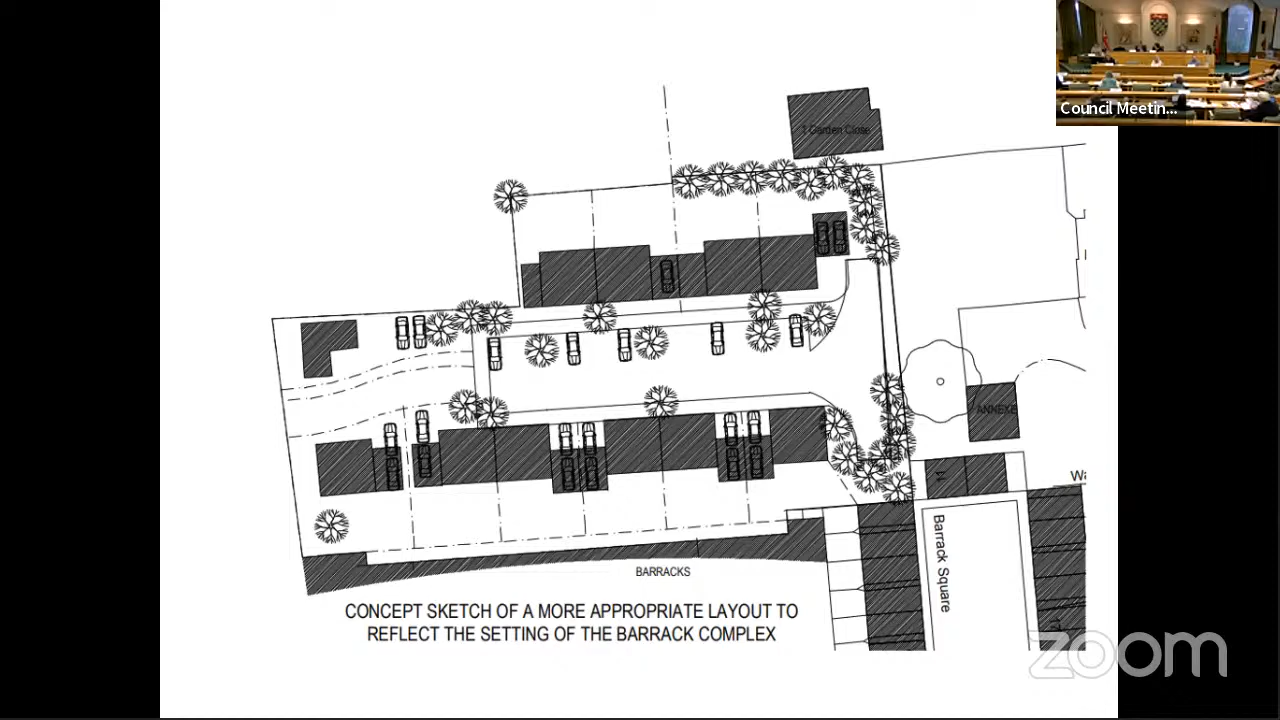 Council Meetin...
1 Garden Close
ANNEXE
Wa
Barrack Square
BARRACKS
CONCEPT SKETCH OF A MORE APPROPRIATE LAYOUT TO
REFLECT THE SETTING OF THE BARRACK COMPLEX
zoom